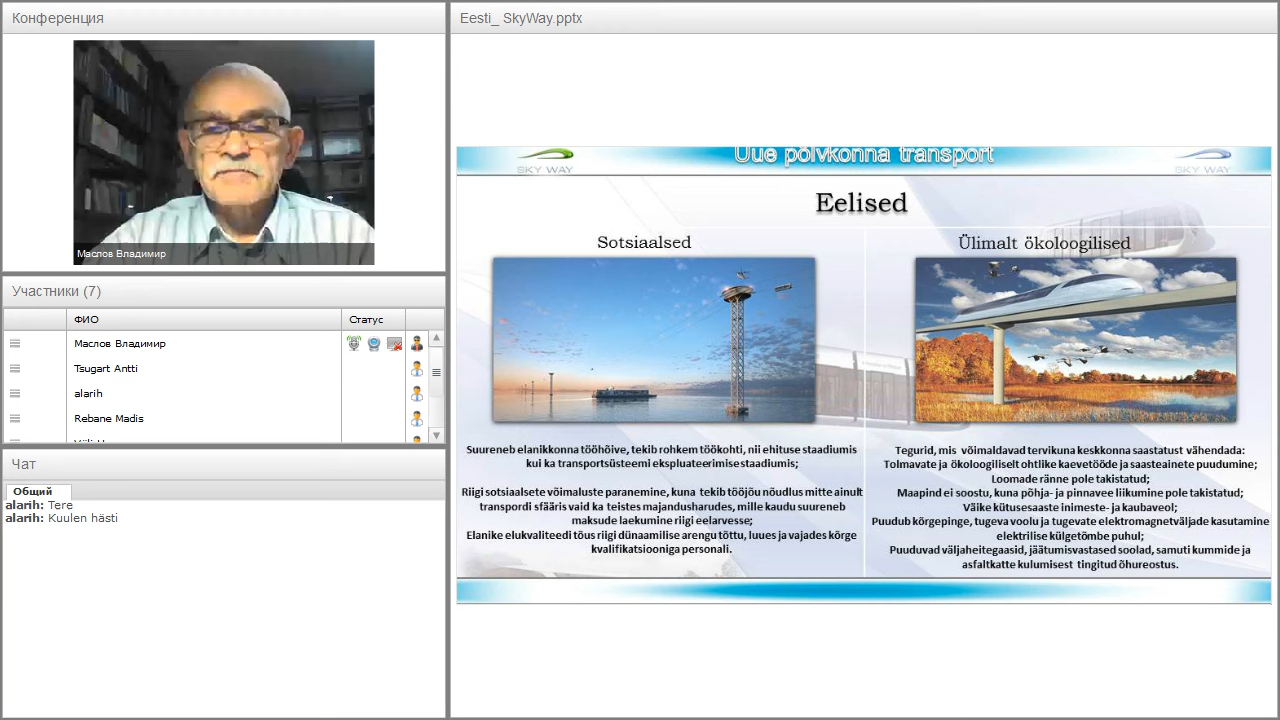 Конференция
Маслов Владимир
Участники (7)
ФИО
Статус
Маслов Владимир
Tsugart Antti
alarih
Rebane Madis
Чат
Общий
alarih: Tere
alarih: Kuulen hästi
Eesti_ SkyWay.pptx
SKY WAY
Uue põlvkonna transport
SKY WAY
Eelised
Sotsiaalsed
Suureneb elanikkonna tööhõive, tekib rohkem töökohti, nii ehituse staadiumis
kui ka transportsüsteemi ekspluateerimise staadiumis;
Riigi sotsiaalsete võimaluste paranemine, kuna tekib tööjõu nõudlus mitte ainult
transpordi sfääris vaid ka teistes majandusharudes, mille kaudu suureneb
maksude laekumine riigi eelarvesse;
Elanike elukvaliteedi tõus riigi dünaamilise arengu tõttu, luues ja vajades kõrge
kvalifikatsiooniga personali.
Ülimalt ökoloogilised
Tegurid, mis võimaldavad tervikuna keskkonna saastatust vähendada:
Tolmavate ja ökoloogiliselt ohtlike kaevetööde ja saasteainete puudumine;
Loomade ränne pole takistatud;
Maapind ei soostu, kuna põhja- ja pinnavee liikumine pole takistatud;
Väike kütusesaaste inimeste- ja kaubaveol;
Puudub kõrgepinge, tugeva voolu ja tugevate elektromagnetväljade kasutamine
elektrilise külgetõmbe puhul;
Puuduvad väljaheitegaasid, jäätumisvastased soolad, samuti kummide ja
asfaltkatte kulumisest tingitud õhureostus.